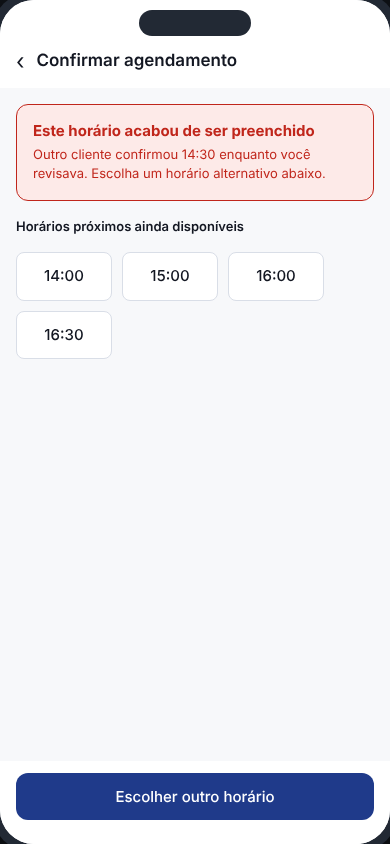 ‹ Confirmar agendamento
Este horário acabou de ser preenchido
Outro cliente confirmou 14:30 enquanto você
revisava. Escolha um horário alternativo abaixo.
Horários próximos ainda disponíveis
14:00 15:00 16:00
16:30
Escolher outro horário